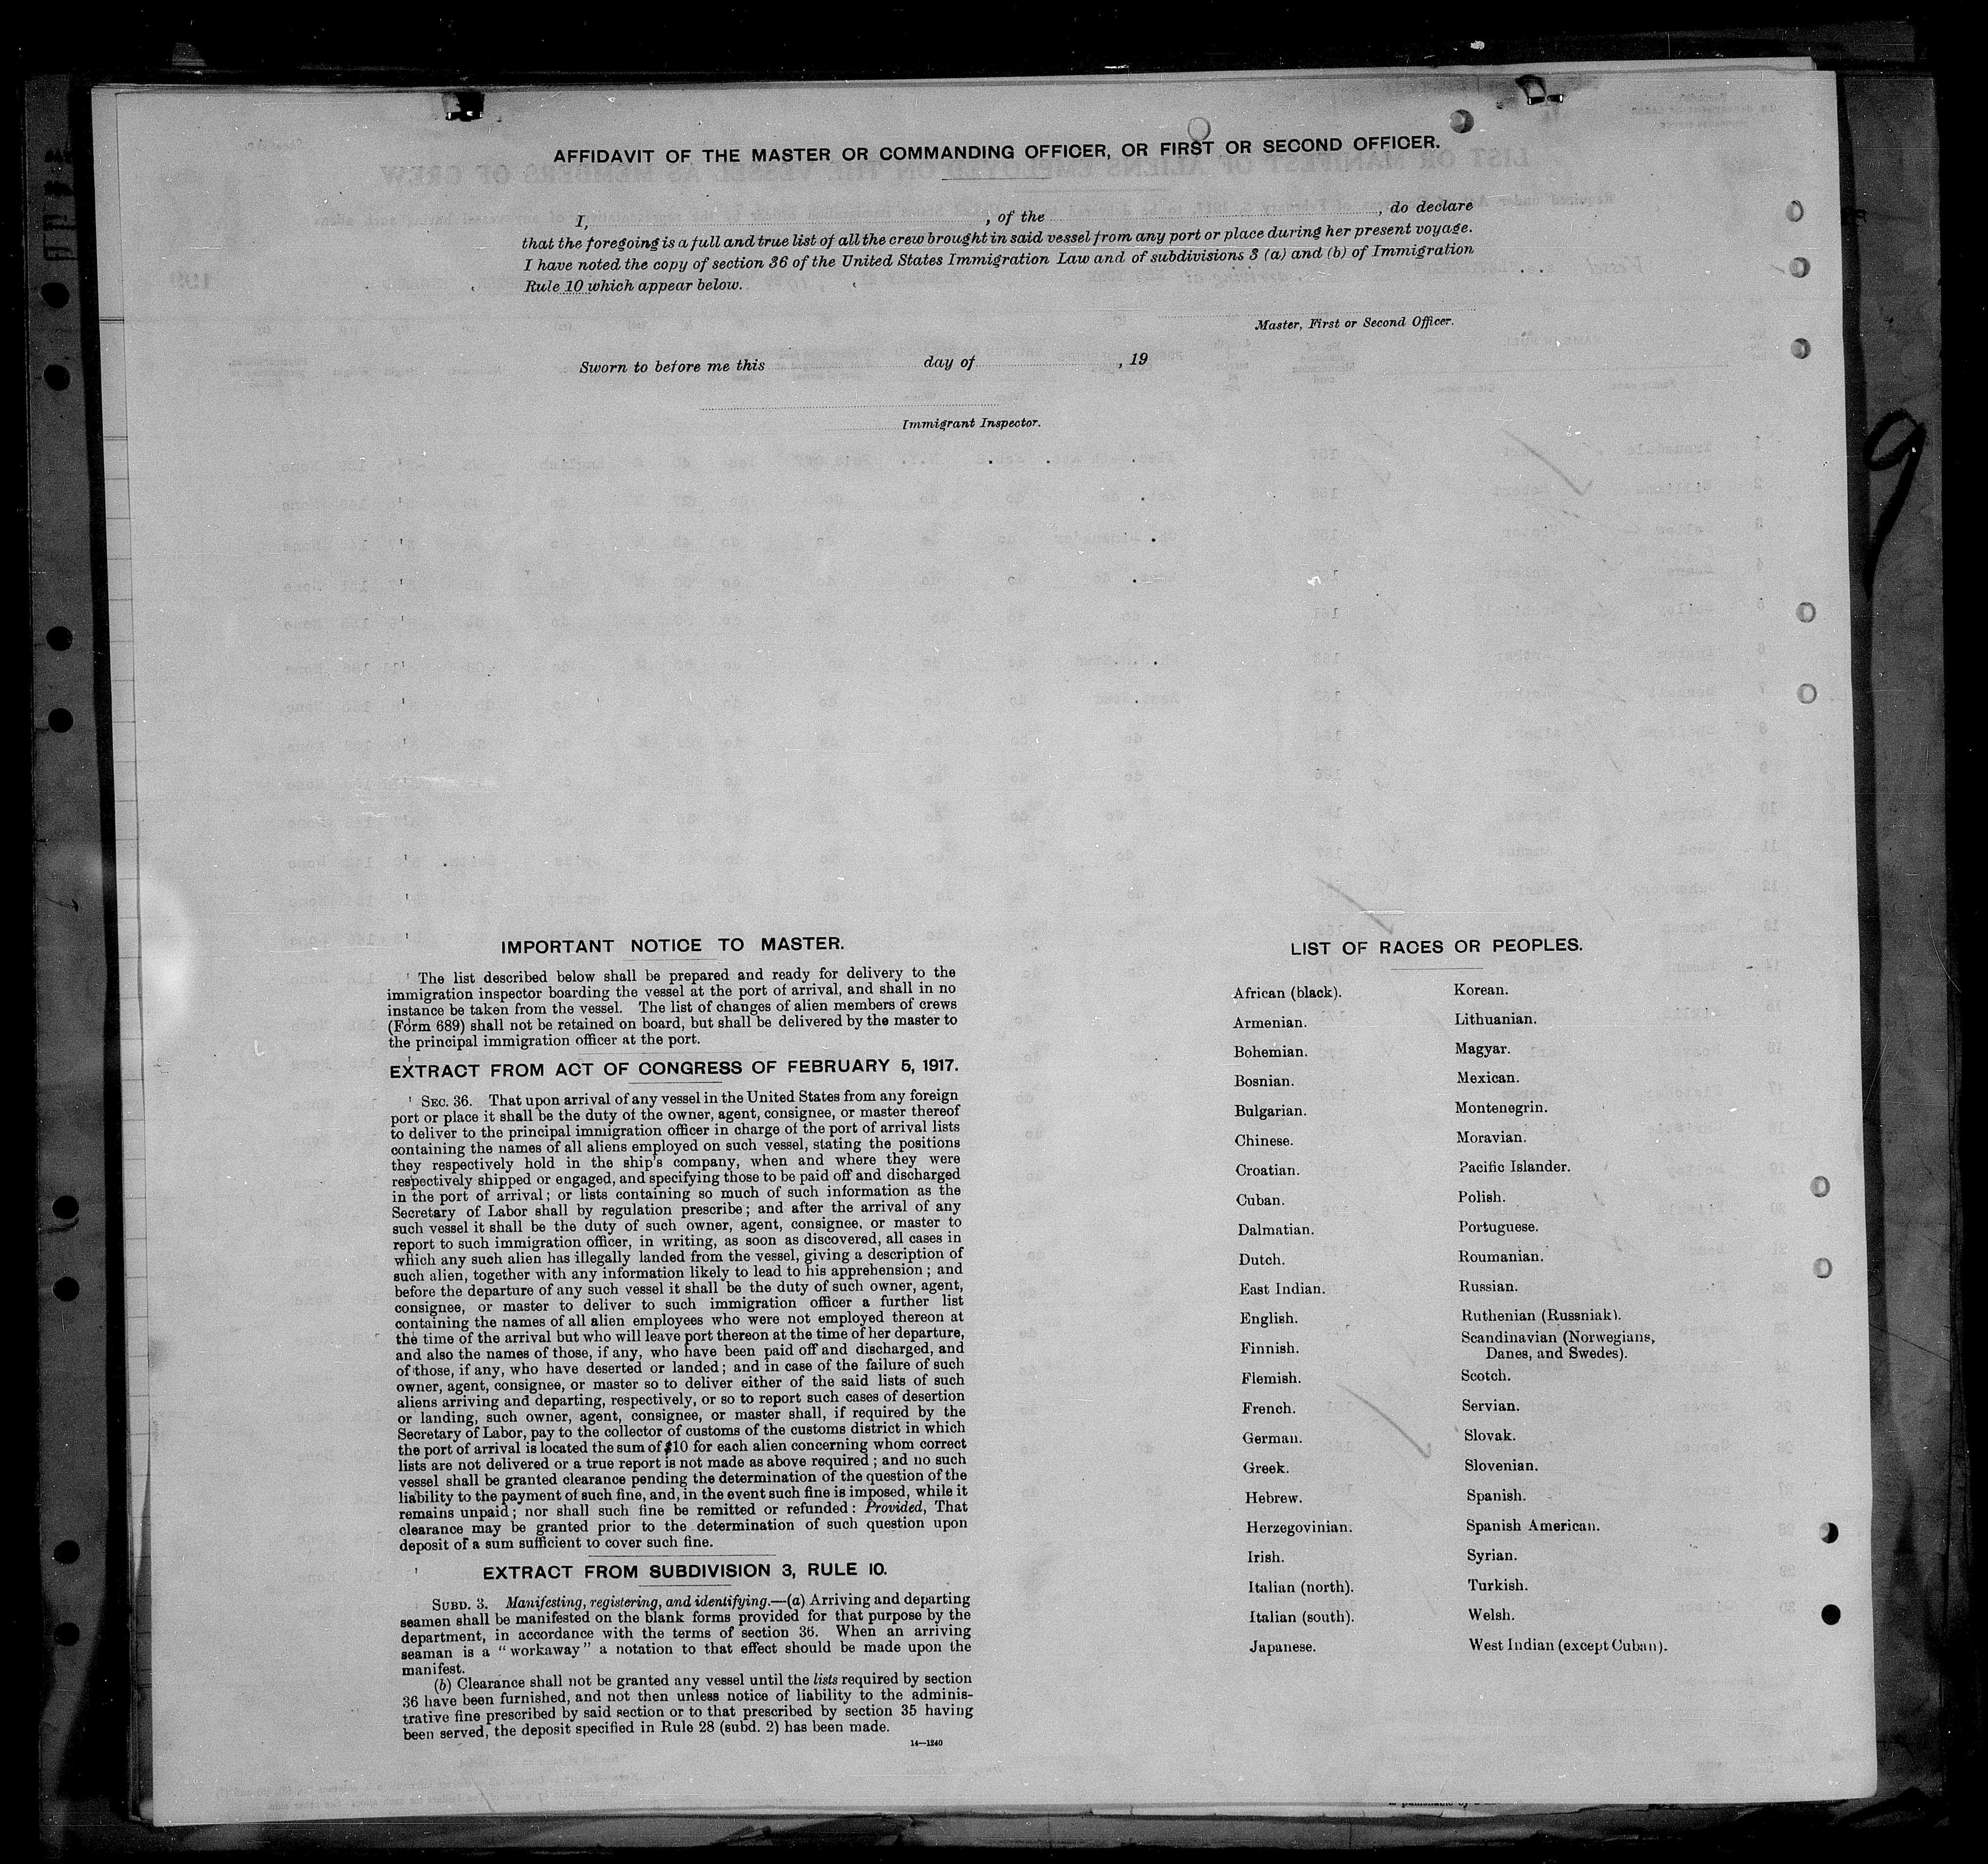 AFFIDAVIT OF THE MASTER OR COMMANDING OFFICER, OR FIRST OR SECOND OFFICER.
I, , of the , do declare
that the foregoing is a full and true list of all the crew brought in said vessel from any port or place during her present voyage.
I have noted the copy of section 36 of the United States Immigration Law and of subdivisions 3 (a) and (b) of Immigration
Rule 10 which appear below.
Master, First or Second Officer.
Sworn to before me this day of , 19
Immigrant Inspector.
9
IMPORTANT NOTICE TO MASTER.
The list described below shall be prepared and ready for delivery to the
immigration inspector boarding the vessel at the port of arrival, and shall in no
instance be taken from the vessel. The list of changes of alien members of crews
(Form 689) shall not be retained on board, but shall be delivered by the master to
the principal immigration officer at the port.
EXTRACT FROM ACT OF CONGRESS OF FEBRUARY 5, 1917.
SEC. 36. That upon arrival of any vessel in the United States from any foreign
port or place it shall be the duty of the owner, agent, consignee, or master thereof
to deliver to the principal immigration officer in charge of the port of arrival lists
containing the names of all aliens employed on such vessel, stating the positions
they respectively hold in the ship's company, when and where they were
respectively shipped or engaged, and specifying those to be paid off and discharged
in the port of arrival; or lists containing so much of such information as the
Secretary of Labor shall by regulation prescribe; and after the arrival of any
such vessel it shall be the duty of such owner, agent, consignee, or master to
report to such immigration officer, in writing, as soon as discovered, all cases in
which any such alien has illegally landed from the vessel, giving a description of
such alien, together with any information likely to lead to his apprehension; and
before the departure of any such vessel it shall be the duty of such owner, agent,
consignee, or master to deliver to such immigration officer a further list
containing the names of all alien employees who were not employed thereon at
the time of the arrival but who will leave port thereon at the time of her departure,
and also the names of those, if any, who have been paid off and discharged, and
of those, if any, who have deserted or landed; and in case of the failure of such
owner, agent, consignee, or master so to deliver either of the said lists of such
aliens arriving and departing, respectively, or so to report such cases of desertion
or landing, such owner, agent, consignee, or master shall, if required by the
Secretary of Labor, pay to the collector of customs of the customs district in which
the port of arrival is located the sum of $10 for each alien concerning whom correct
lists are not delivered or a true report is not made as above required; and no such
vessel shall be granted clearance pending the determination of the question of the
liability to the payment of such fine, and, in the event such fine is imposed, while it
remains unpaid; nor shall such fine be remitted or refunded: Provided, That
clearance may be granted prior to the determination of such question upon
deposit of a sum sufficient to cover such fine.
EXTRACT FROM SUBDIVISION 3, RULE 10.
SUBD. 3. Manifesting, registering, and identifying.—(a) Arriving and departing
seamen shall be manifested on the blank forms provided for that purpose by the
department, in accordance with the terms of section 36. When an arriving
seaman is a "workaway" a notation to that effect should be made upon the
manifest.
(b) Clearance shall not be granted any vessel until the lists required by section
36 have been furnished, and not then unless notice of liability to the adminis-
trative fine prescribed by said section or to that prescribed by section 35 having
been served, the deposit specified in Rule 28 (subd. 2) has been made.
14—1240
LIST OF RACES OR PEOPLES.
African (black).
Armenian.
Bohemian.
Bosnian.
Bulgarian.
Chinese.
Croatian.
Cuban.
Dalmatian.
Dutch.
East Indian.
English.
Finnish.
Flemish.
French.
German.
Greek.
Hebrew.
Herzegovinian.
Irish.
Italian (north).
Italian (south).
Japanese.
Korean.
Lithuanian.
Magyar.
Mexican.
Montenegrin.
Moravian.
Pacific Islander.
Polish.
Portuguese.
Roumanian.
Russian.
Ruthenian (Russniak).
Scandinavian (Norwegians,
Danes, and Swedes).
Scotch.
Servian.
Slovak.
Slovenian.
Spanish.
Spanish American.
Syrian.
Turkish.
Welsh.
West Indian (except Cuban).